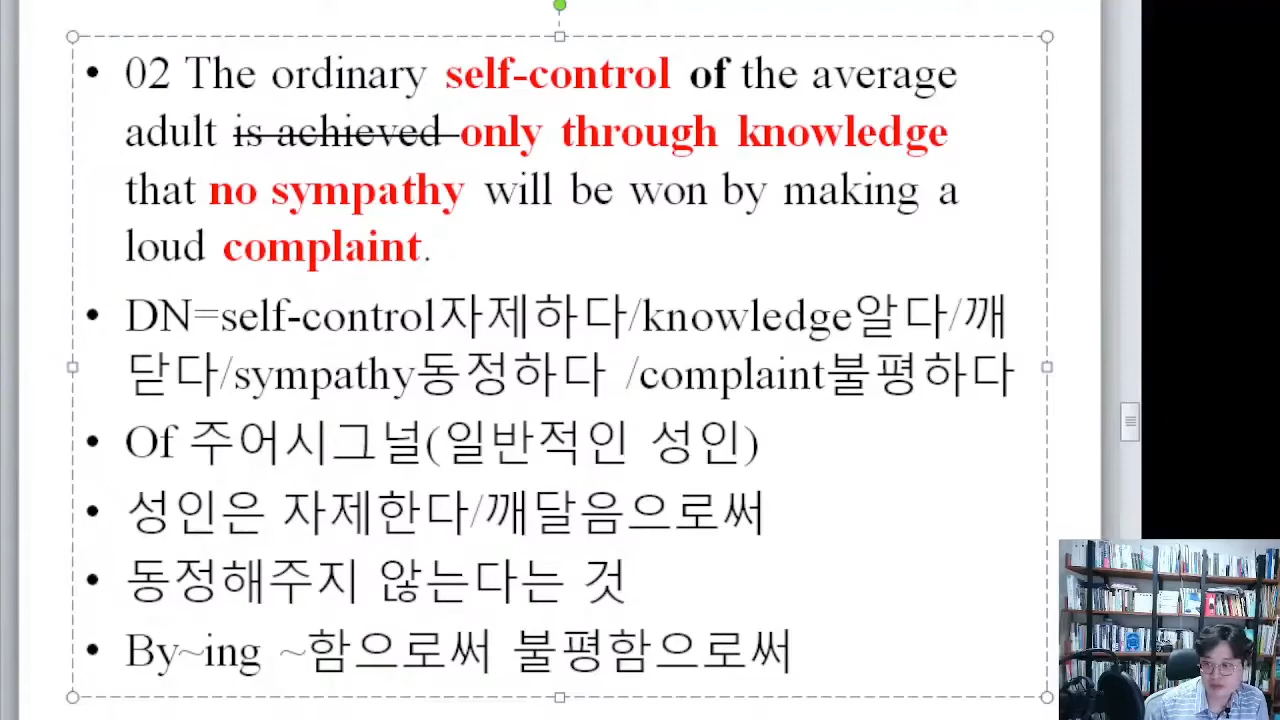 • 02 The ordinary self-control of the average
adult is achieved only through knowledge
that no sympathy will be won by making a
loud complaint.
• DN=self-control자제하다/knowledge알다/깨
닫다/sympathy동정하다 /complaint불평하다
• Of 주어시그널(일반적인 성인)
• 성인은 자제한다/깨달음으로써
• 동정해주지 않는다는 것
• By~ing ~함으로써 불평함으로써